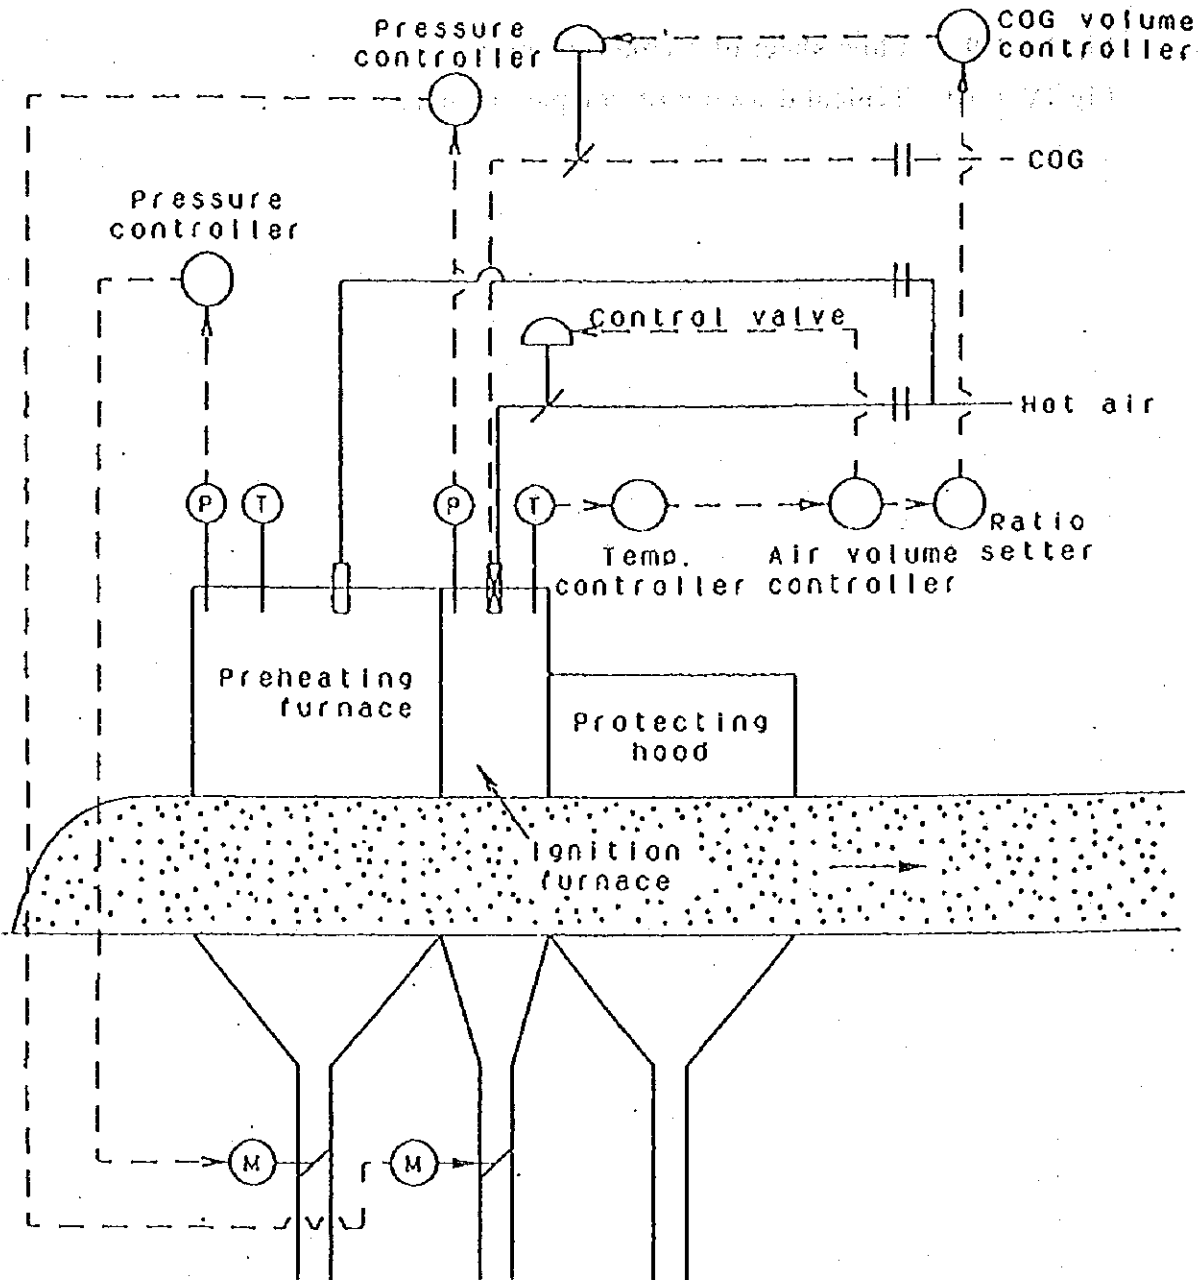 Pressure
controller
COG volume
controller
COG
Pressure
controller
Control valve
Hot air
P
T
P
T
Ratio
setter
Temp.
controller
Air volume
controller
Preheating
furnace
Protecting
hood
Ignition
furnace
M
M